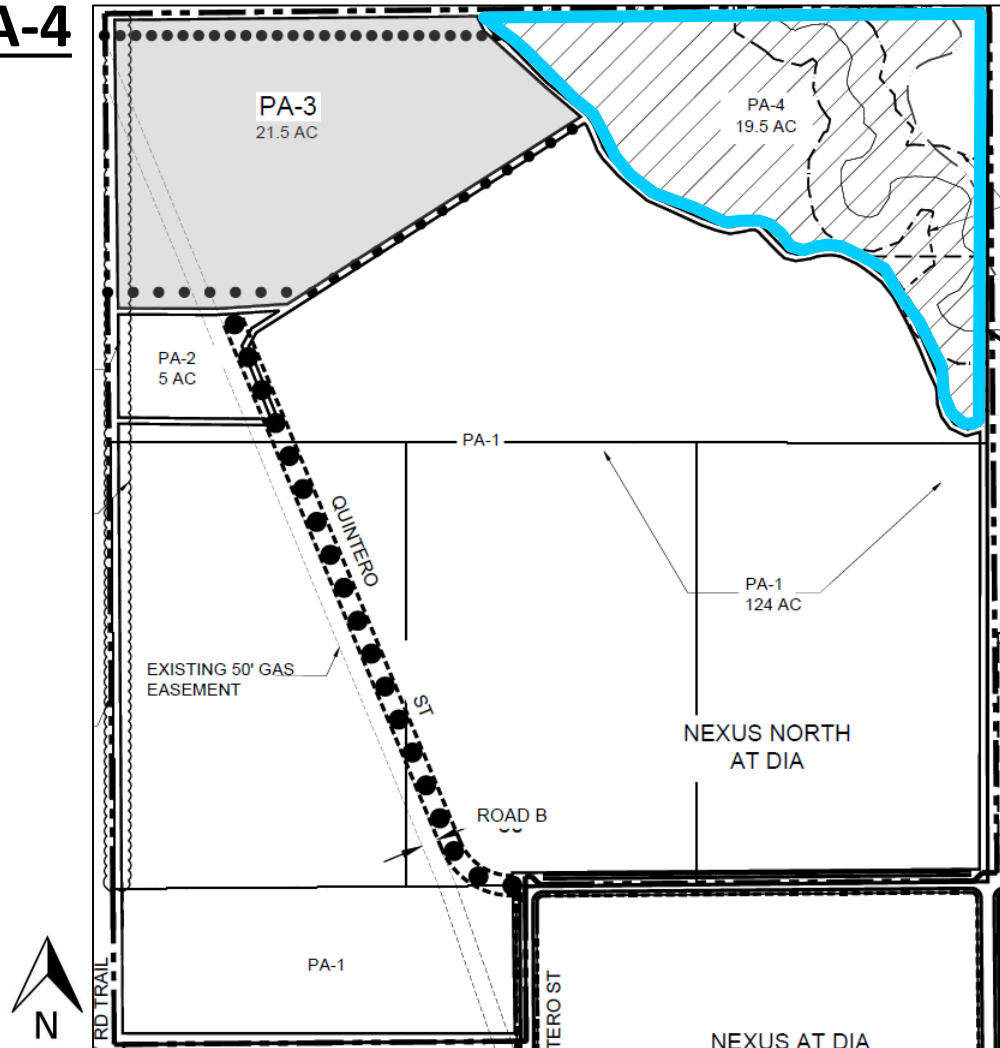 A-4
PA-3
21.5 AC
PA-4
19.5 AC
PA-2
5 AC
PA-1
QUINTERO
ST
PA-1
124 AC
EXISTING 50' GAS
EASEMENT
NEXUS NORTH
AT DIA
ROAD B
PA-1
N
RD TRAIL
TERO ST
NEXUS AT DIA